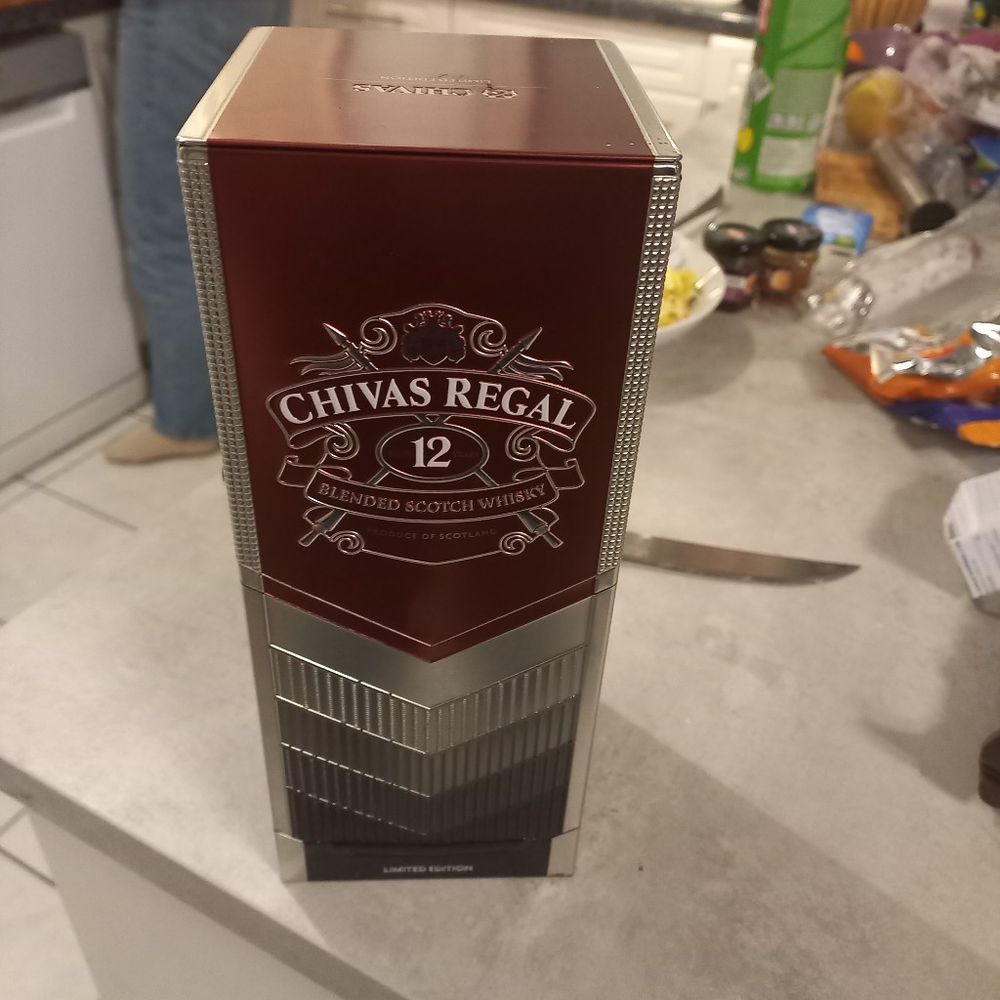 CHIVAS
LIMITED EDITION
CHIVAS REGAL
12
BLENDED SCOTCH WHISKY
PRODUCE OF SCOTLAND
LIMITED EDITION